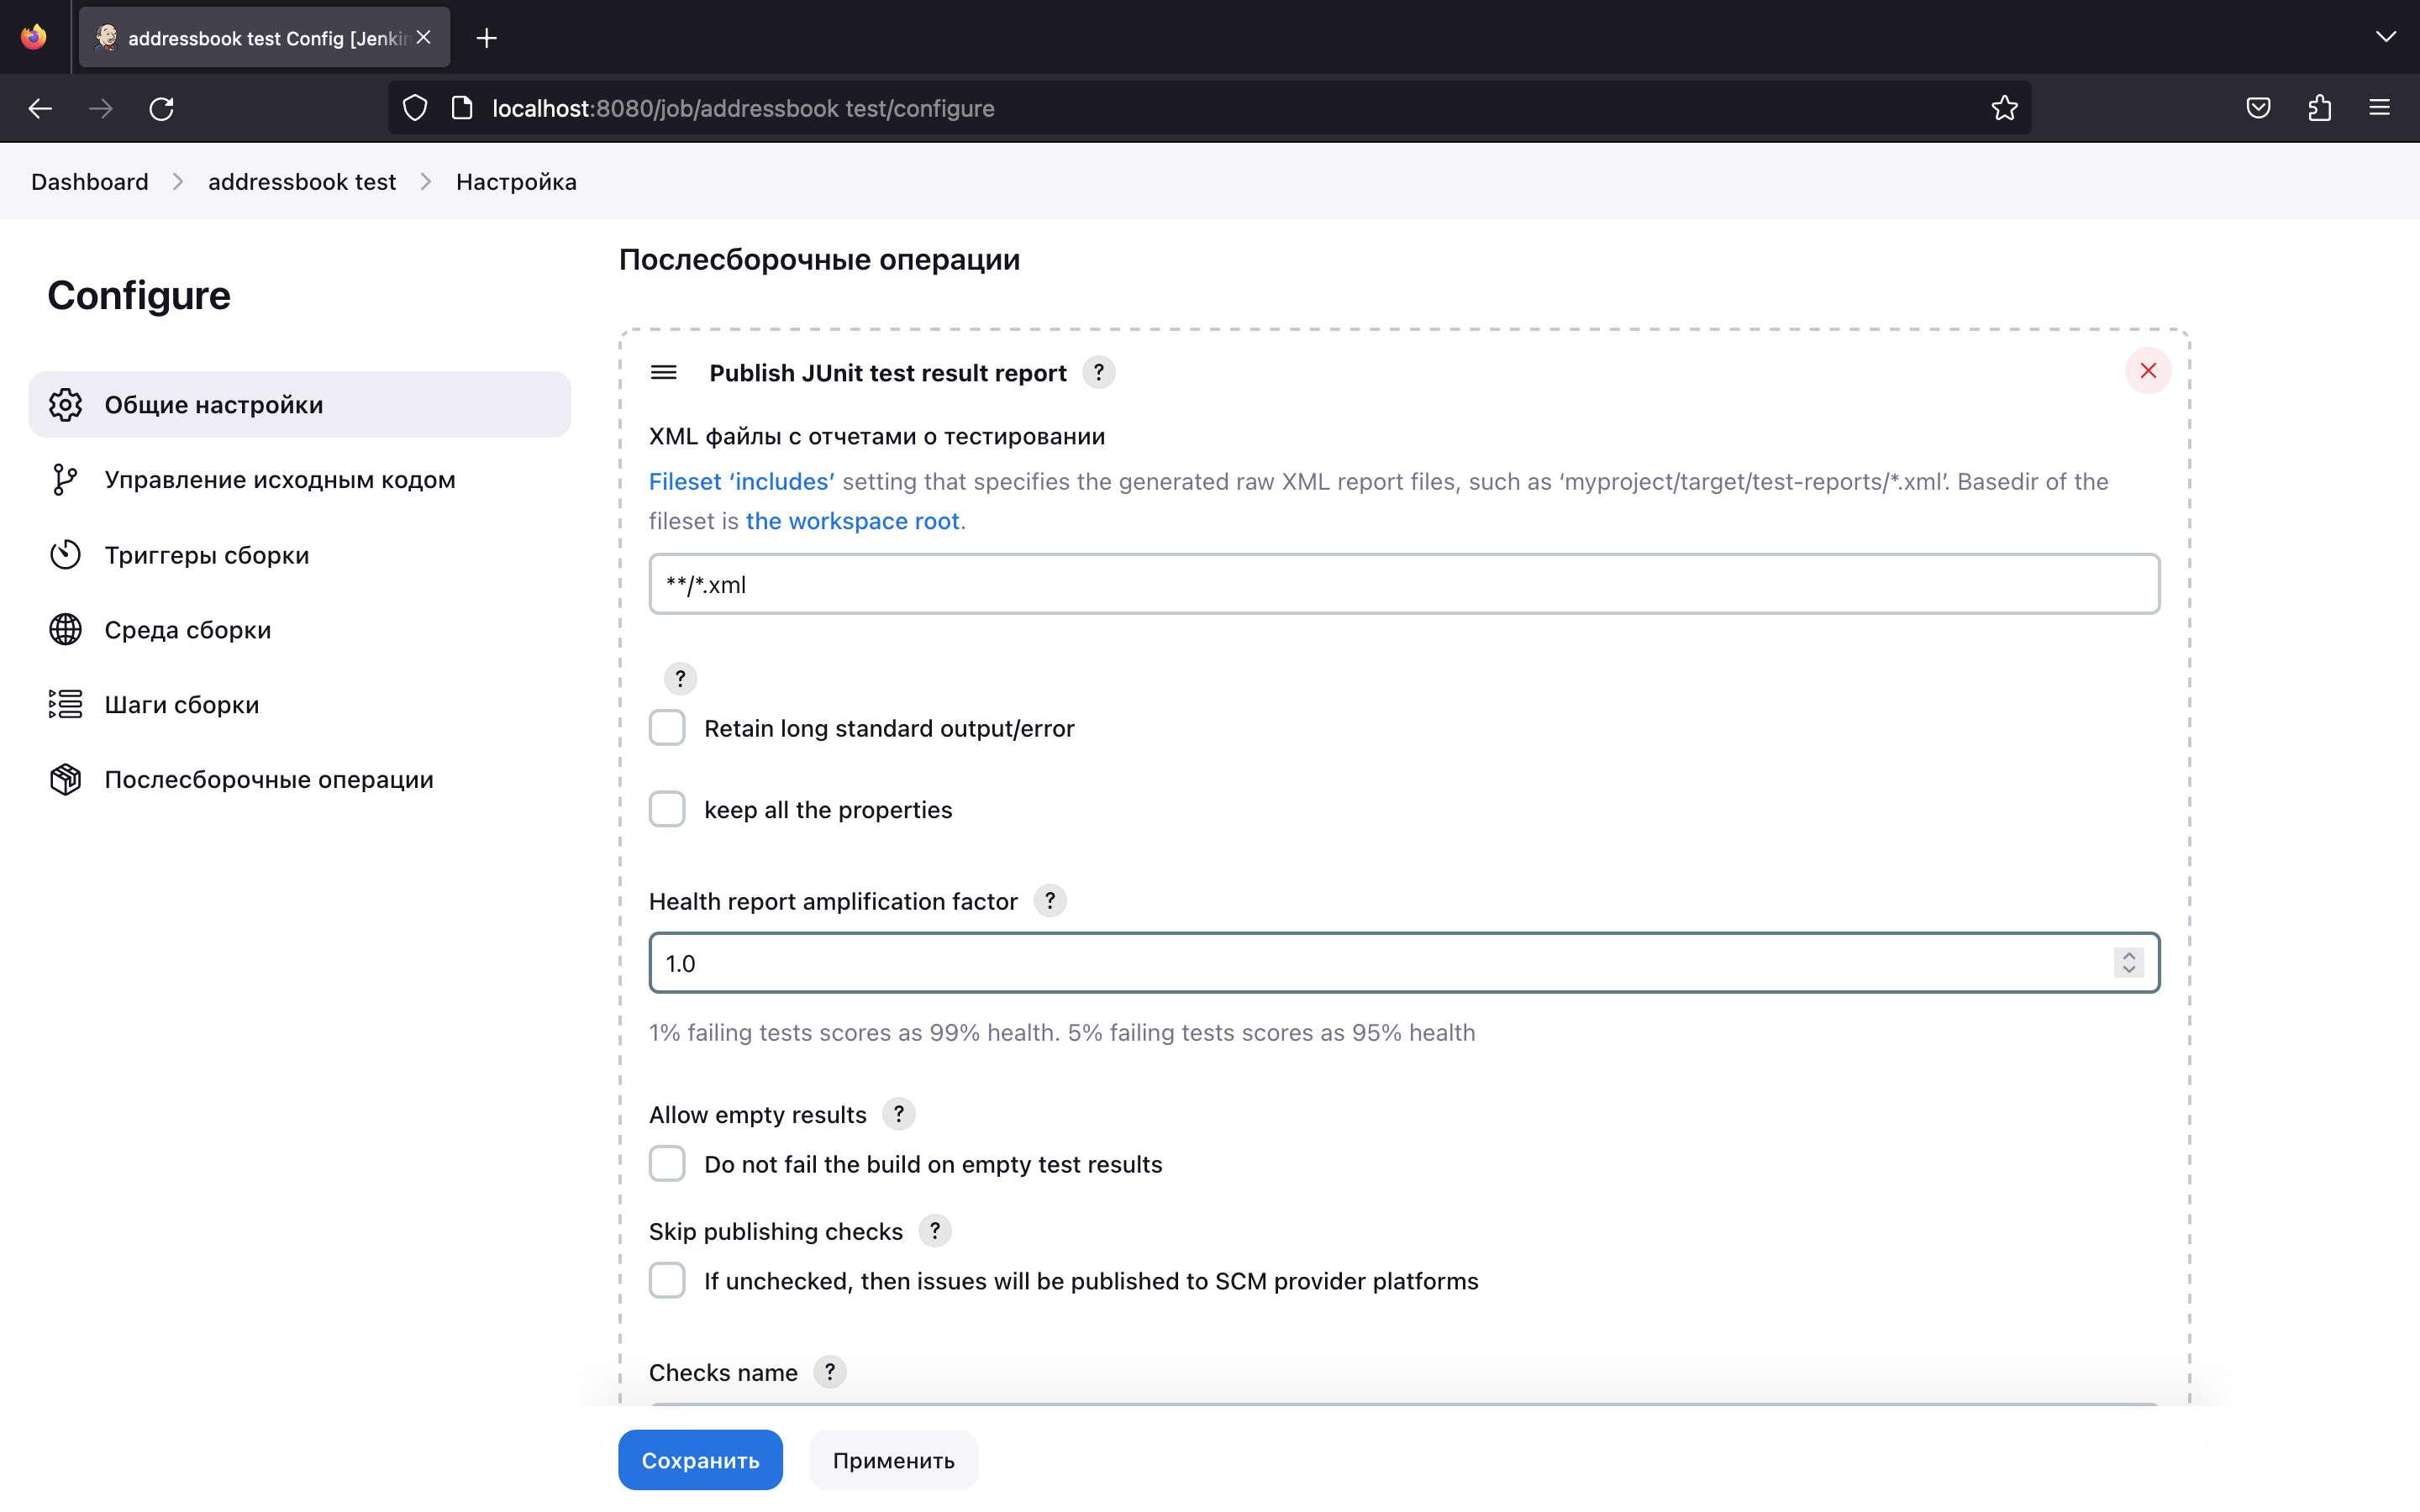 addressbook test Config [Jenkin
localhost:8080/job/addressbook test/configure
Dashboard addressbook test Настройка
Configure
Общие настройки
Управление исходным кодом
Триггеры сборки
Среда сборки
Шаги сборки
Послесборочные операции
Послесборочные операции
Publish JUnit test result report ?
XML файлы с отчетами о тестировании
Fileset ‘includes’ setting that specifies the generated raw XML report files, such as ‘myproject/target/test-reports/*.xml’. Basedir of the
fileset is the workspace root.
**/*.xml
?
Retain long standard output/error
keep all the properties
Health report amplification factor ?
1.0
1% failing tests scores as 99% health. 5% failing tests scores as 95% health
Allow empty results ?
Do not fail the build on empty test results
Skip publishing checks ?
If unchecked, then issues will be published to SCM provider platforms
Checks name ?
Сохранить Применить